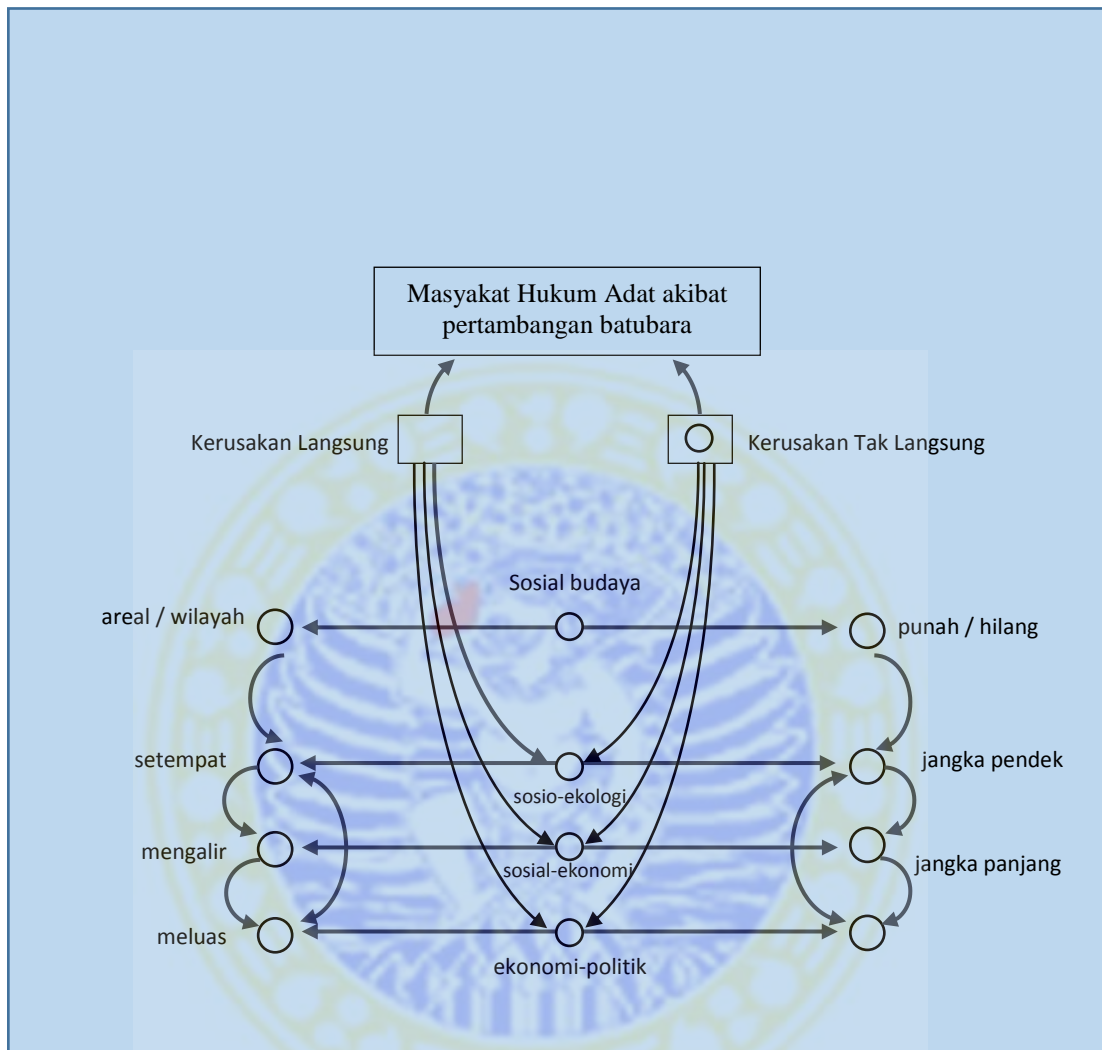 Masyakat Hukum Adat akibat
pertambangan batubara
Kerusakan Langsung
Kerusakan Tak Langsung
Sosial budaya
areal / wilayah
punah / hilang
setempat
jangka pendek
sosio-ekologi
mengalir
sosial-ekonomi
jangka panjang
meluas
ekonomi-politik